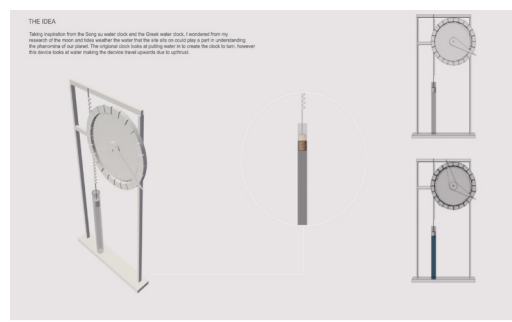 THE IDEA
Taking inspiration from the Song su water clock and the Greek water clock, I wondered from my
research of the moon and tides weather the water that the site sits on could play a part in understanding
the phenomina of our planet. The origional clock looks at putting water in to create the clock to turn, however
this device looks at water making the decvice travel upwards due to upthrust.